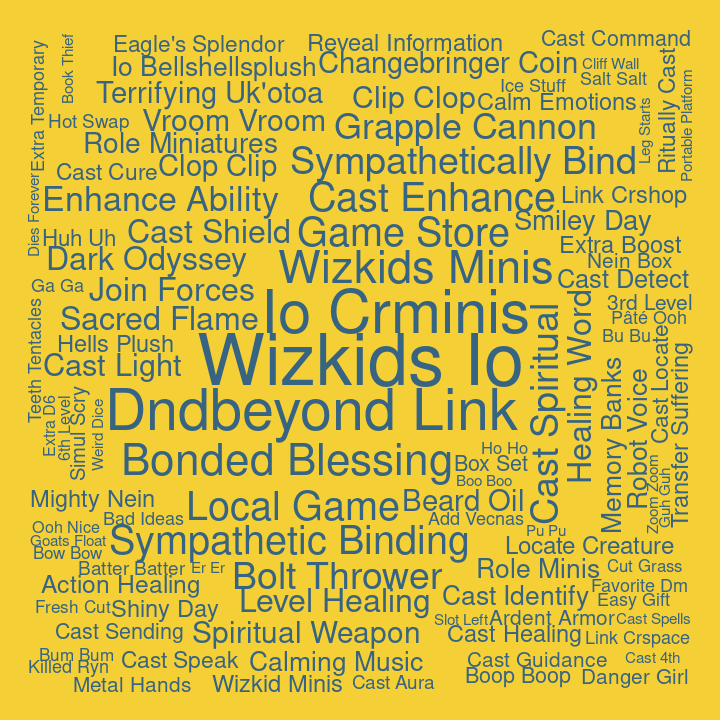 Eagle's Splendor
Reveal Information
Cast Command
Io Bellshellsplush
Changebringer Coin
Cliff Wall
Salt Salt
Extra Temporary
Book Thief
Terrifying Uk'otoa
Clip Clop
Ice Stuff
Calm Emotions
Ritually Cast
Portable Platform
Leg Starts
Hot Swap
Vroom Vroom
Grapple Cannon
Role Miniatures
Cast Cure
Clop Clip
Sympathetically Bind
Dies Forever
Enhance Ability
Cast Enhance
Link Crshop
Huh Uh
Cast Shield
Game Store
Smiley Day
Dark Odyssey
Wizkids Minis
Extra Boost
Nein Box
Cast Detect
Ga Ga
Join Forces
Io Crminis
3rd Level
Pâté Ooh
Sacred Flame
Bu Bu
Hells Plush
Wizkids Io
Cast Light
Teeth Tentacles
Cast Spiritual
Healing Word
Memory Banks
Robot Voice
Cast Locate
Transfer Suffering
Extra D6
6th Level
Simul Scry
Weird Dice
Dndbeyond Link
Bonded Blessing
Ho Ho
Box Set
Boo Boo
Zoom Zoom
Guh Guh
Mighty Nein
Local Game
Beard Oil
Bad Ideas
Add Vecnas
Ooh Nice
Goats Float
Bow Bow
Sympathetic Binding
Pu Pu
Locate Creature
Batter Batter
Er Er
Bolt Thrower
Role Minis
Cut Grass
Action Healing
Favorite Dm
Level Healing
Cast Identify
Easy Gift
Fresh Cut
Shiny Day
Slot Left
Ardent Armor
Cast Spells
Cast Sending
Spiritual Weapon
Cast Healing
Link Crspace
Bum Bum
Killed Ryn
Cast Speak
Calming Music
Cast Guidance
Cast 4th
Metal Hands
Wizkid Minis
Cast Aura
Boop Boop
Danger Girl